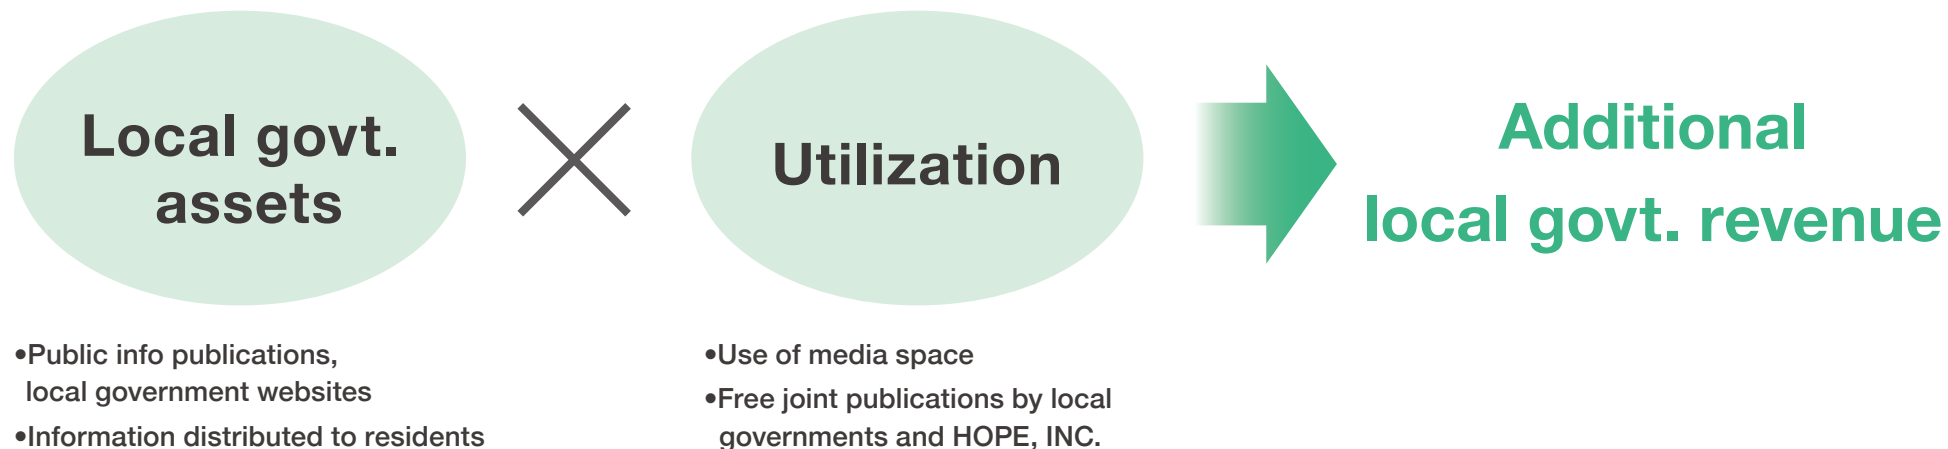 Local govt.
assets
Utilization
Additional
local govt. revenue
•Public info publications,
local government websites
•Information distributed to residents
•Use of media space
•Free joint publications by local
governments and HOPE, INC.